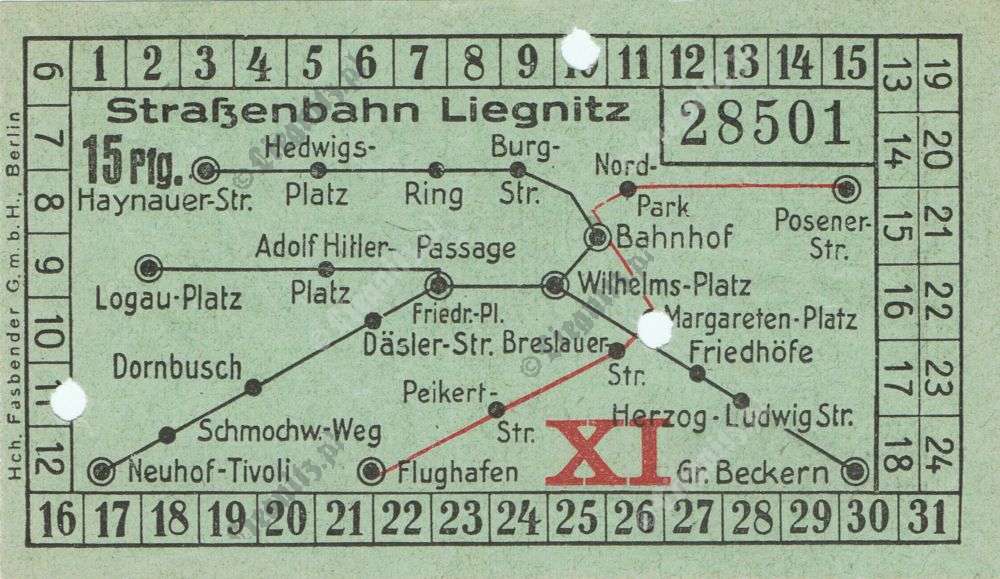 1 2 3 4 5 6 7 8 9 10 11 12 13 14 15
6 7 8 9 10 11 12
13 14 15 16 17 18
19 20 21 22 23 24
16 17 18 19 20 21 22 23 24 25 26 27 28 29 30 31
Straßenbahn Liegnitz
28501
15 Pfg.
Haynauer-Str.
Hedwigs-
Platz
Ring
Burg-
Str.
Nord-
Park
Posener-
Str.
Bahnhof
Logau-Platz
Adolf Hitler-
Platz
Passage
Friedr.-Pl.
Wilhelms-Platz
Margareten-Platz
Däsler-Str.
Breslauer-
Str.
Friedhöfe
Dornbusch
Peikert-
Str.
Herzog-Ludwig Str.
Schmochw.-Weg
Neuhof-Tivoli
Flughafen
XI
Gr. Beckern
Hch. Fasbender G.m.b.H., Berlin